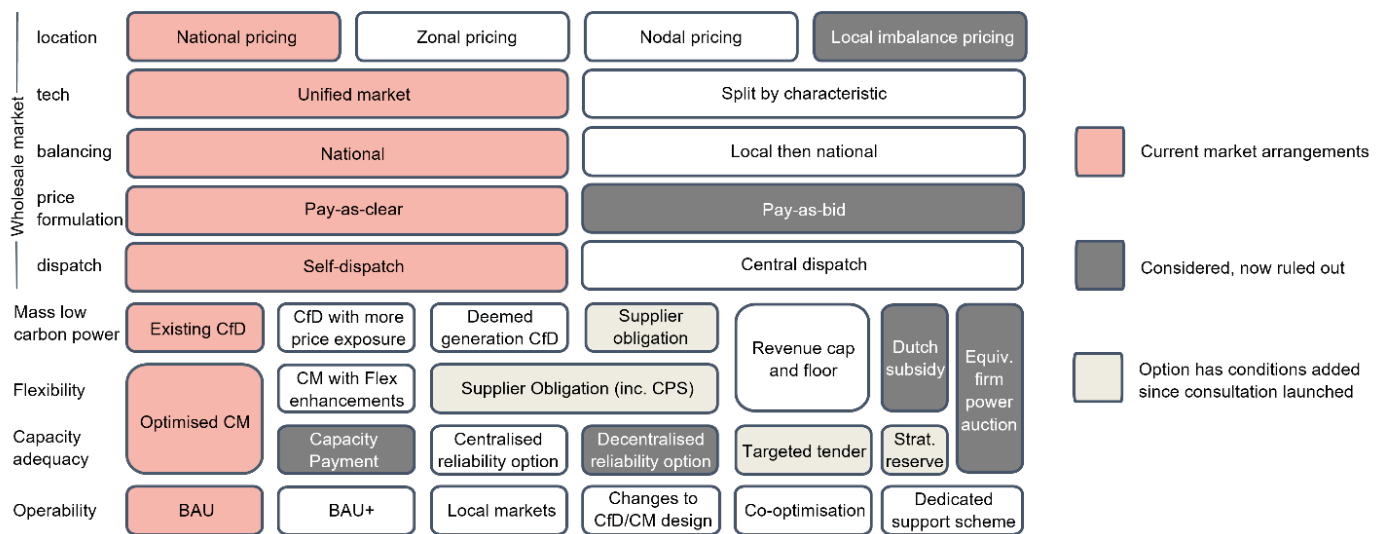 Wholesale market
location
National pricing
Zonal pricing
Nodal pricing
Local imbalance pricing
tech
Unified market
Split by characteristic
balancing
National
Local then national
price
formulation
Pay-as-clear
Pay-as-bid
dispatch
Self-dispatch
Central dispatch
Mass low
carbon power
Existing CfD
CfD with more
price exposure
Deemed
generation CfD
Supplier
obligation
Revenue cap
and floor
Dutch
subsidy
Equiv.
firm
power
auction
Flexibility
Optimised CM
CM with Flex
enhancements
Supplier Obligation (inc. CPS)
Capacity
adequacy
Capacity
Payment
Centralised
reliability option
Decentralised
reliability option
Targeted tender
Strat.
reserve
Operability
BAU
BAU+
Local markets
Changes to
CfD/CM design
Co-optimisation
Dedicated
support scheme
Current market arrangements
Considered, now ruled out
Option has conditions added
since consultation launched